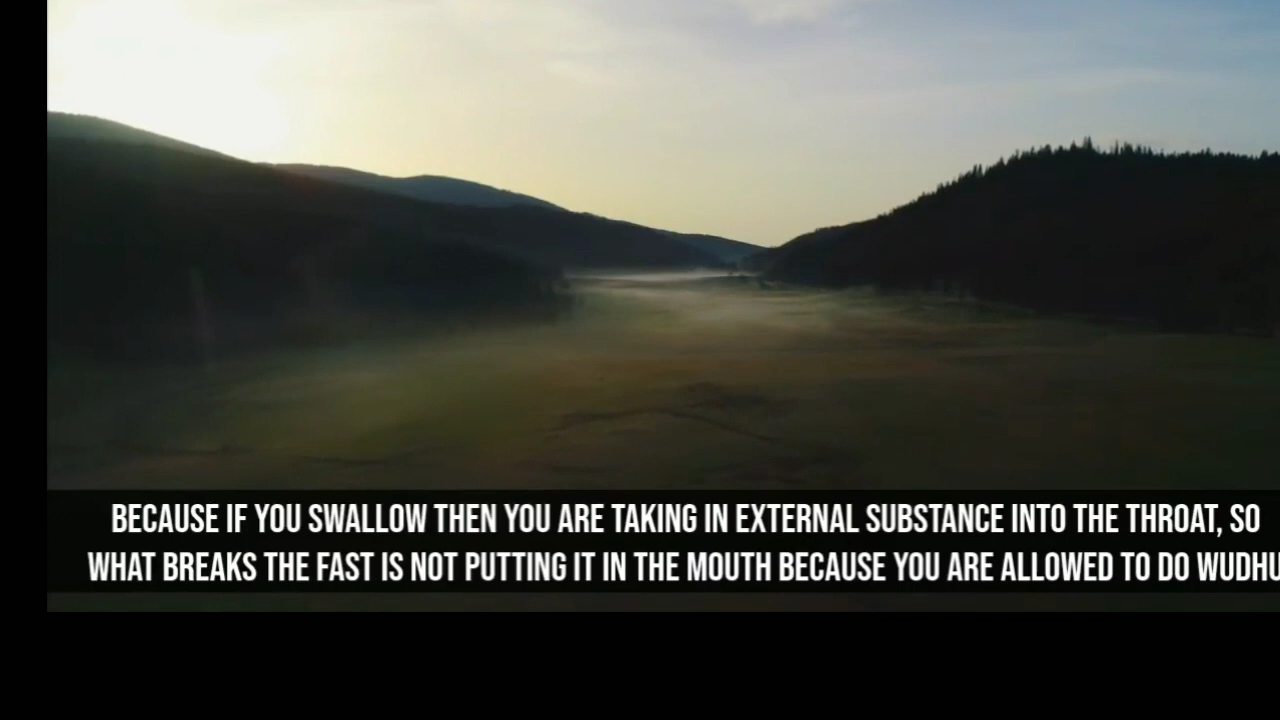 BECAUSE IF YOU SWALLOW THEN YOU ARE TAKING IN EXTERNAL SUBSTANCE INTO THE THROAT, SO
WHAT BREAKS THE FAST IS NOT PUTTING IT IN THE MOUTH BECAUSE YOU ARE ALLOWED TO DO WUDHU